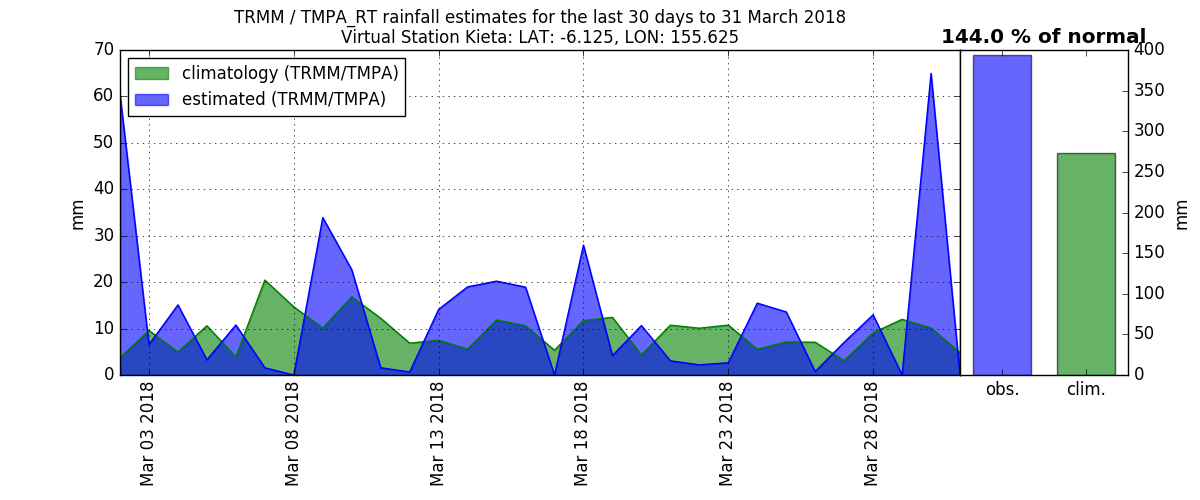 TRMM / TMPA_RT rainfall estimates for the last 30 days to 31 March 2018
Virtual Station Kieta: LAT: -6.125, LON: 155.625
144.0 % of normal
climatology (TRMM/TMPA)
estimated (TRMM/TMPA)
70
60
50
40
30
20
10
0
mm
Mar 03 2018
Mar 08 2018
Mar 13 2018
Mar 18 2018
Mar 23 2018
Mar 28 2018
400
350
300
250
200
150
100
50
0
mm
obs.
clim.